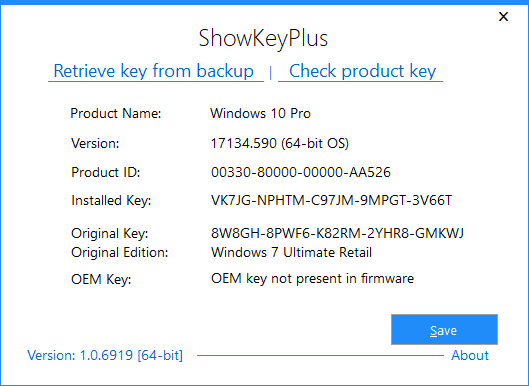 ShowKeyPlus
Retrieve key from backup | Check product key
Product Name: Windows 10 Pro
Version: 17134.590 (64-bit OS)
Product ID: 00330-80000-00000-AA526
Installed Key: VK7JG-NPHTM-C97JM-9MPGT-3V66T
Original Key: 8W8GH-8PWF6-K82RM-2YHR8-GMKWJ
Original Edition: Windows 7 Ultimate Retail
OEM Key: OEM key not present in firmware
Save
Version: 1.0.6919 [64-bit] About